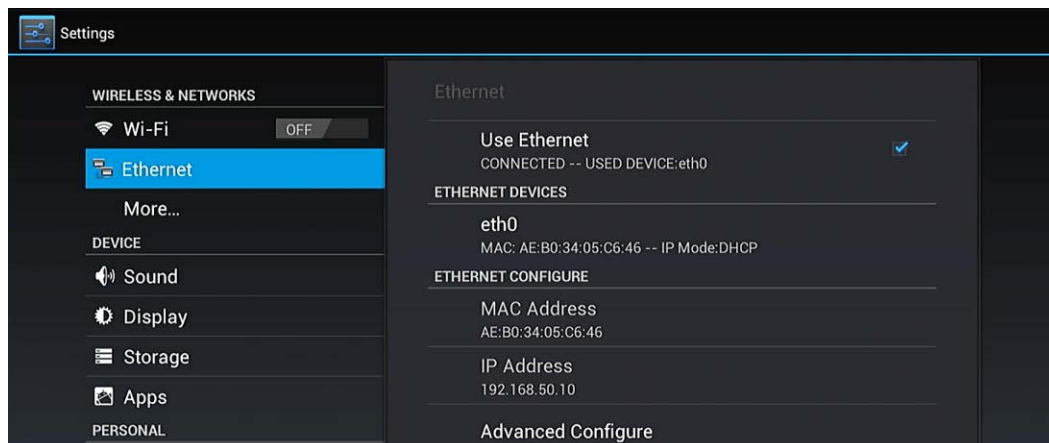 Settings
WIRELESS & NETWORKS
Wi-Fi
OFF
Ethernet
More...
DEVICE
Sound
Display
Storage
Apps
PERSONAL
Ethernet
Use Ethernet
CONNECTED -- USED DEVICE:eth0
ETHERNET DEVICES
eth0
MAC: AE:B0:34:05:C6:46 -- IP Mode:DHCP
ETHERNET CONFIGURE
MAC Address
AE:B0:34:05:C6:46
IP Address
192.168.50.10
Advanced Configure